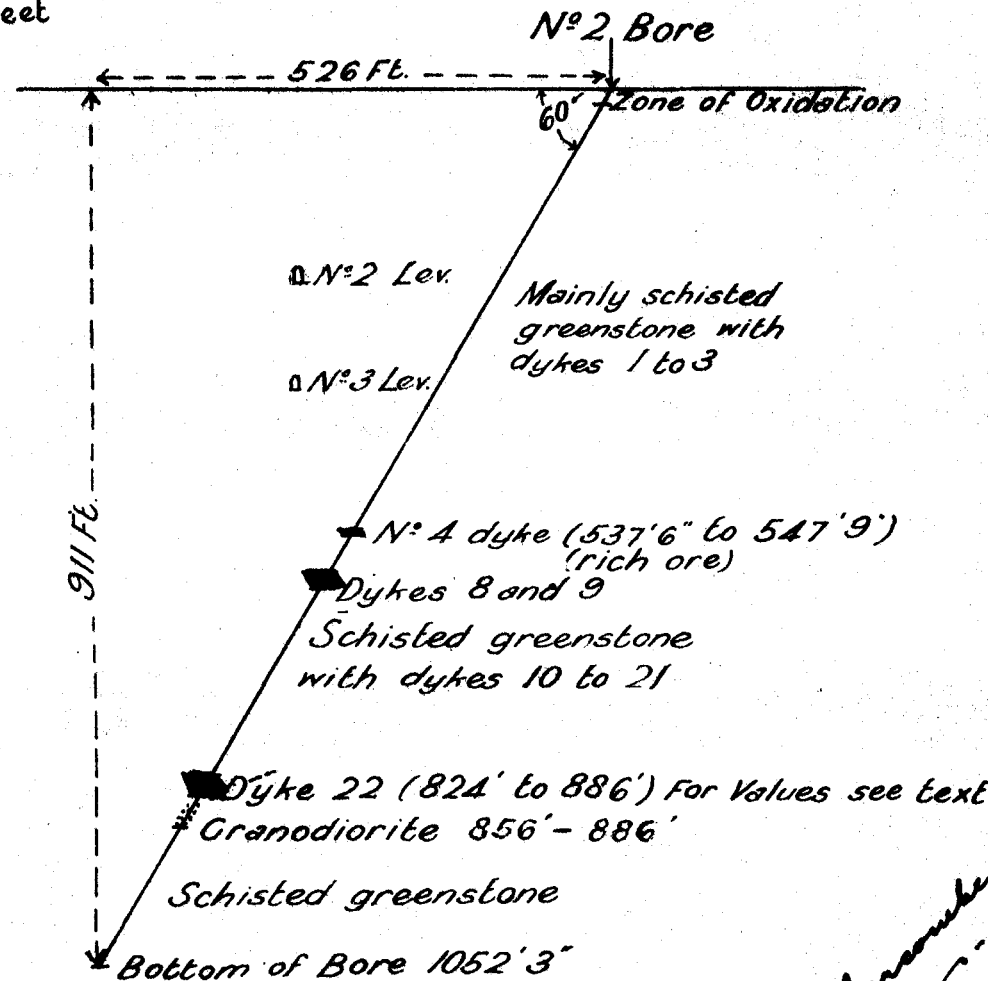 eet
Nº 2 Bore
526 Ft.
60°
Zone of Oxidation
Nº 2 Lev.
Mainly schisted
greenstone with
dykes 1 to 3
Nº 3 Lev.
911 Ft.
Nº 4 dyke (537'6" to 547'9")
(rich ore)
Dykes 8 and 9
Schisted greenstone
with dykes 10 to 21
Dyke 22 (824' to 886') For Values see text
Granodiorite 856'-886'
Schisted greenstone
Bottom of Bore 1052'3"